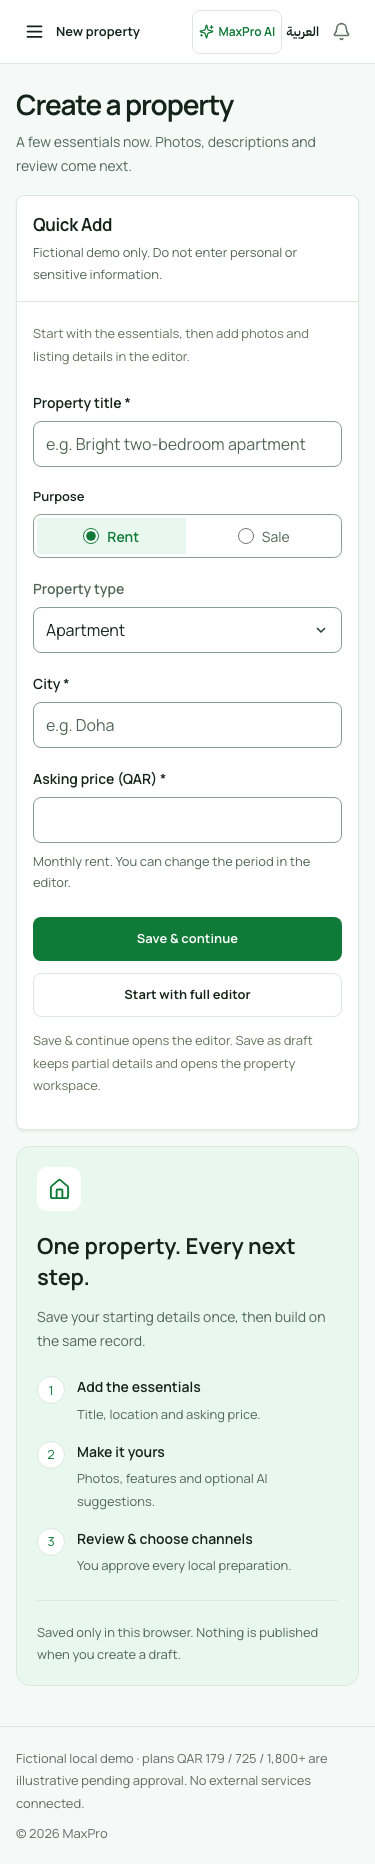 New property
MaxPro AI
العربية
Create a property
A few essentials now. Photos, descriptions and
review come next.
Quick Add
Fictional demo only. Do not enter personal or
sensitive information.
Start with the essentials, then add photos and
listing details in the editor.
Property title *
e.g. Bright two-bedroom apartment
Purpose
Rent
Sale
Property type
Apartment
City *
e.g. Doha
Asking price (QAR) *
Monthly rent. You can change the period in the
editor.
Save & continue
Start with full editor
Save & continue opens the editor. Save as draft
keeps partial details and opens the property
workspace.
One property. Every next
step.
Save your starting details once, then build on
the same record.
1
Add the essentials
Title, location and asking price.
2
Make it yours
Photos, features and optional AI
suggestions.
3
Review & choose channels
You approve every local preparation.
Saved only in this browser. Nothing is published
when you create a draft.
Fictional local demo · plans QAR 179 / 725 / 1,800+ are
illustrative pending approval. No external services
connected.
© 2026 MaxPro